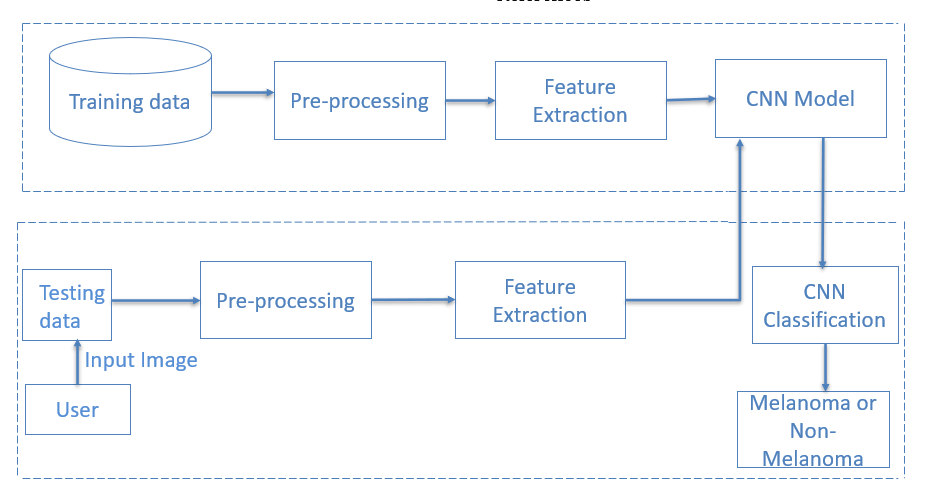 Training data
Pre-processing
Feature
Extraction
CNN Model
Testing
data
Pre-processing
Feature
Extraction
CNN
Classification
Input Image
User
Melanoma or
Non-
Melanoma